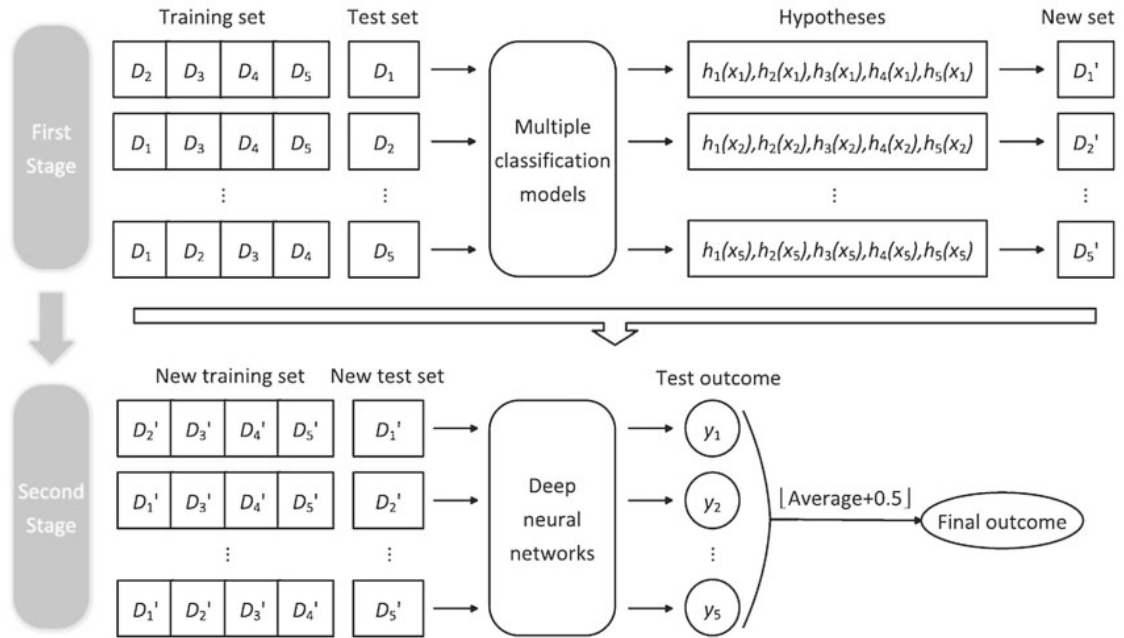 Training set Test set Hypotheses New set
First
Stage
D₂ D₃ D₄ D₅ D₁ h₁(x₁),h₂(x₁),h₃(x₁),h₄(x₁),h₅(x₁) D₁'
D₁ D₃ D₄ D₅ D₂ h₁(x₂),h₂(x₂),h₃(x₂),h₄(x₂),h₅(x₂) D₂'
⋮ ⋮ ⋮ ⋮
D₁ D₂ D₃ D₄ D₅ h₁(x₅),h₂(x₅),h₃(x₅),h₄(x₅),h₅(x₅) D₅'
Multiple
classification
models
New training set New test set Test outcome
Second
Stage
D₂' D₃' D₄' D₅' D₁' y₁
D₁' D₃' D₄' D₅' D₂' y₂
⋮ ⋮ ⋮
D₁' D₂' D₃' D₄' D₅' y₅
Deep
neural
networks
⌊Average+0.5⌋
Final outcome